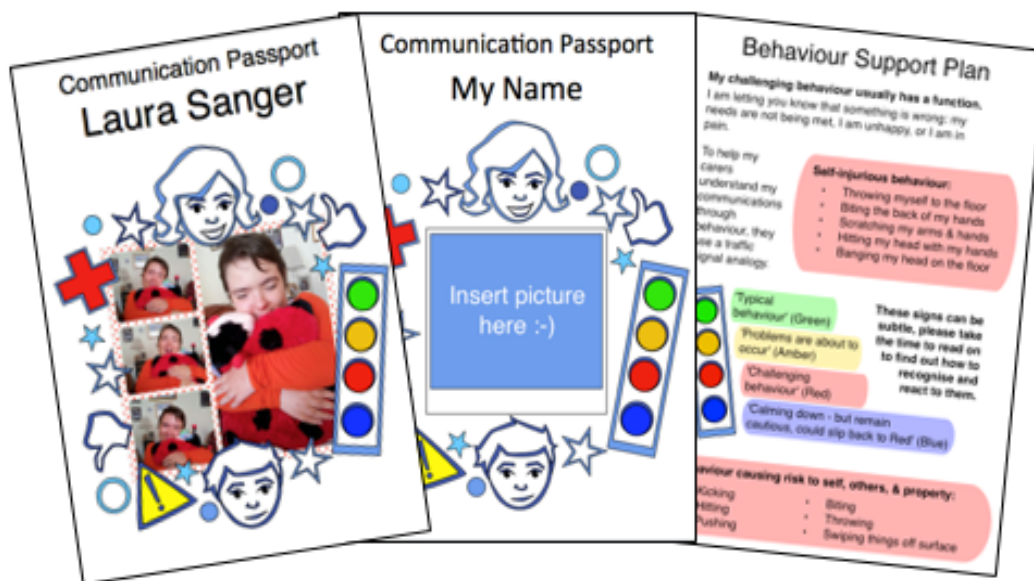 Communication Passport
Laura Sanger
Communication Passport
My Name
Insert picture
here :-)
Behaviour Support Plan
My challenging behaviour usually has a function.
I am letting you know that something is wrong: my
needs are not being met, I am unhappy, or I am in
pain.
To help my
carers
understand my
communications
through
behaviour, they
use a traffic
signal analogy:
Self-injurious behaviour:
• Throwing myself to the floor
• Biting the back of my hands
• Scratching my arms & hands
• Hitting my head with my hands
• Banging my head on the floor
'Typical
behaviour' (Green)
'Problems are about to
occur' (Amber)
'Challenging
behaviour' (Red)
'Calming down - but remain
cautious, could slip back to Red' (Blue)
These signs can be
subtle, please take
the time to read on
to find out how to
recognise and
react to them.
aviour causing risk to self, others, & property:
Kicking
Hitting
Pushing
• Biting
• Throwing
• Swiping things off surface